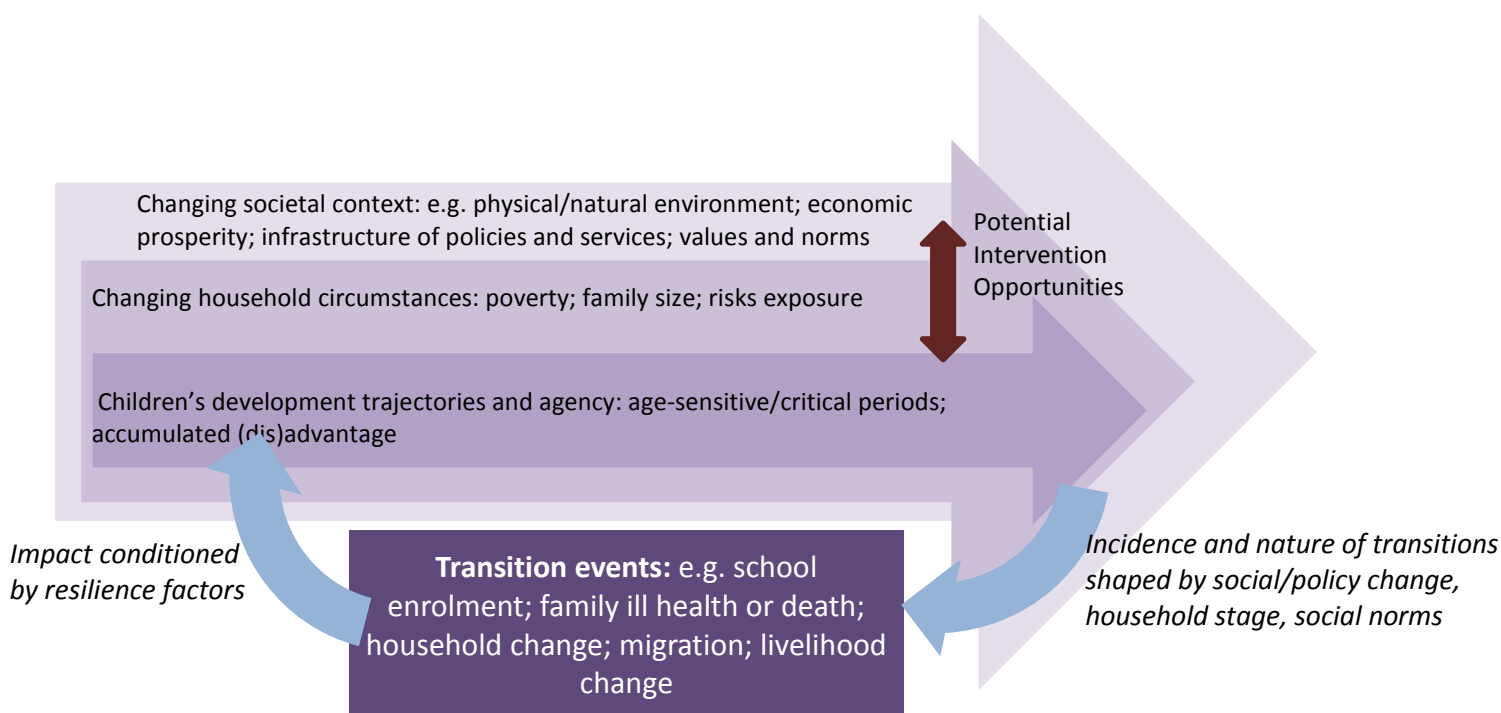 Changing societal context: e.g. physical/natural environment; economic
prosperity; infrastructure of policies and services; values and norms
Potential
Intervention
Opportunities
Changing household circumstances: poverty; family size; risks exposure
Children’s development trajectories and agency: age-sensitive/critical periods;
accumulated (dis)advantage
Impact conditioned
by resilience factors
Transition events: e.g. school
enrolment; family ill health or death;
household change; migration; livelihood
change
Incidence and nature of transitions
shaped by social/policy change,
household stage, social norms